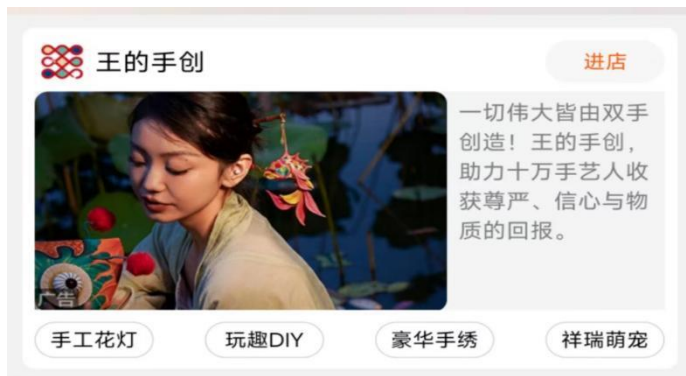 王的手创
进店
一切伟大皆由双手
创造！王的手创，
助力十万手艺人收
获尊严、信心与物
质的回报。
广告
手工花灯
玩趣DIY
豪华手绣
祥瑞萌宠